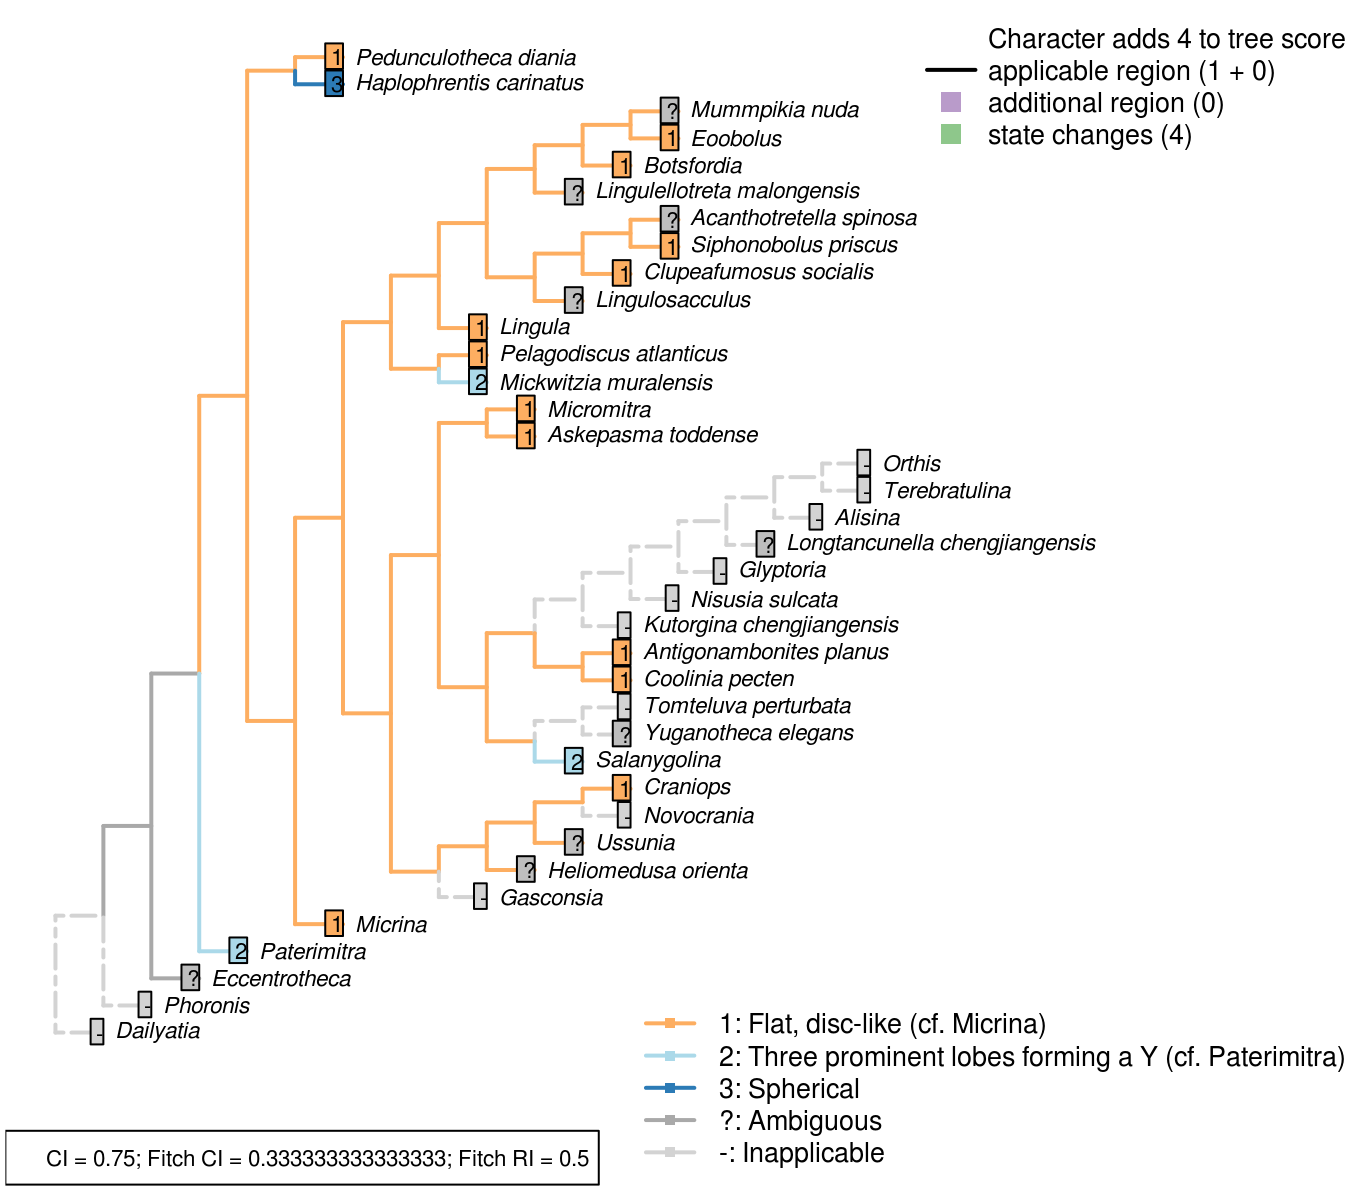 Character adds 4 to tree score
applicable region (1 + 0)
additional region (0)
state changes (4)
1 Pedunculotheca diania
3 Haplophrentis carinatus
? Mummpikia nuda
1 Eoobolus
1 Botsfordia
? Lingulellotreta malongensis
? Acanthotretella spinosa
1 Siphonobolus priscus
1 Clupeafumosus socialis
? Lingulosacculus
1 Lingula
1 Pelagodiscus atlanticus
2 Mickwitzia muralensis
1 Micromitra
1 Askepasma toddense
- Orthis
- Terebratulina
- Alisina
? Longtancunella chengjiangensis
- Glyptoria
- Nisusia sulcata
- Kutorgina chengjiangensis
1 Antigonambonites planus
1 Coolinia pecten
- Tomteluva perturbata
? Yuganotheca elegans
2 Salanygolina
1 Craniops
- Novocrania
? Ussunia
? Heliomedusa orienta
- Gasconsia
1 Micrina
2 Paterimitra
? Eccentrotheca
- Phoronis
- Dailyatia
1: Flat, disc-like (cf. Micrina)
2: Three prominent lobes forming a Y (cf. Paterimitra)
3: Spherical
?: Ambiguous
-: Inapplicable
CI = 0.75; Fitch CI = 0.333333333333333; Fitch RI = 0.5